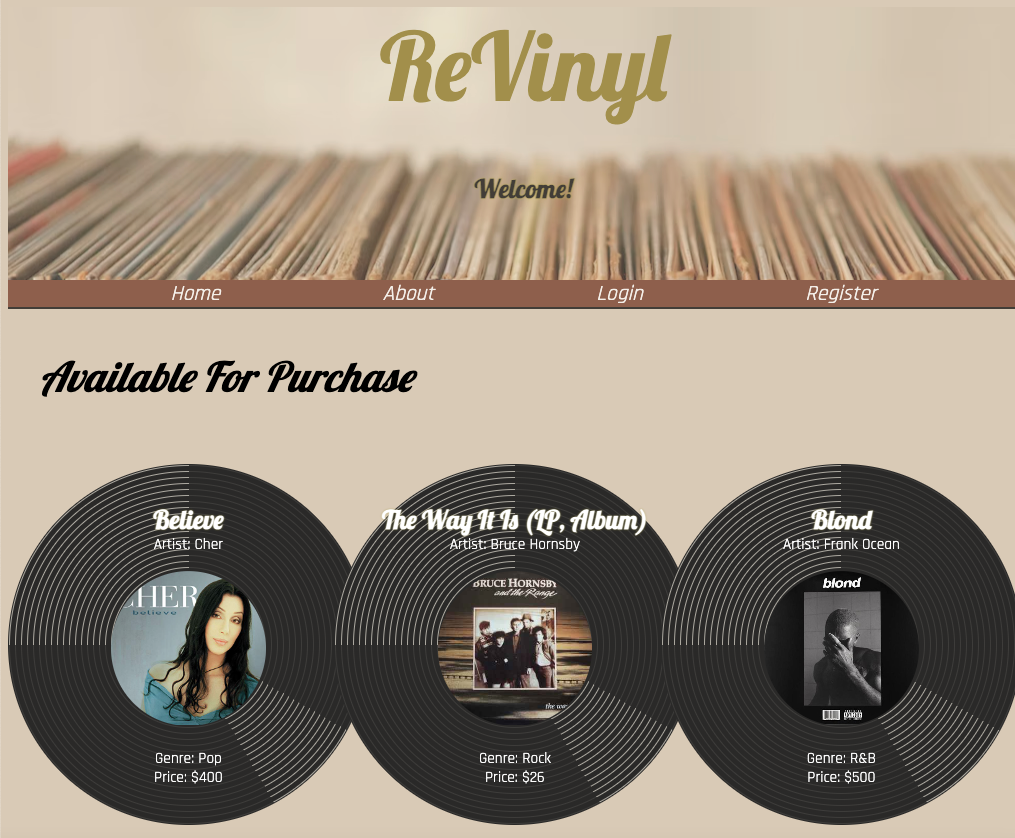 ReVinyl
Welcome!
Home About Login Register
Available For Purchase
Believe
Artist: Cher
CHER
believe
Genre: Pop
Price: $400
The Way It Is (LP, Album)
Artist: Bruce Hornsby
BRUCE HORNSBY
and the Range
the
Genre: Rock
Price: $26
Blond
Artist: Frank Ocean
blond
Genre: R&B
Price: $500